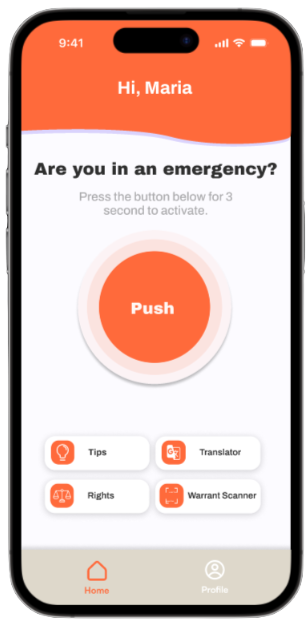 9:41
Hi, Maria
Are you in an emergency?
Press the button below for 3
second to activate.
Push
Tips
Translator
Rights
Warrant Scanner
Home
Profile